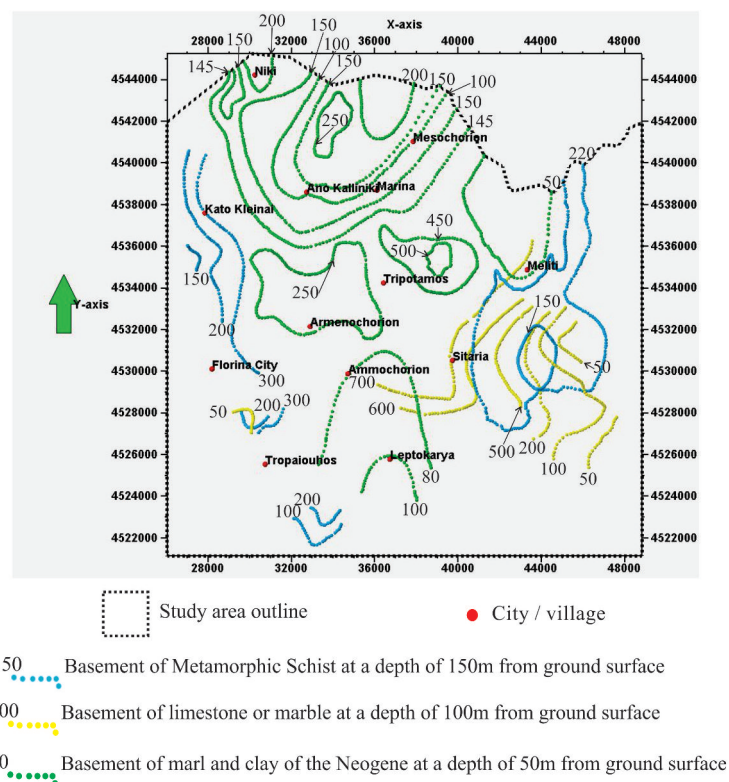 X-axis
28000 32000 36000 40000 44000 48000
200
150
150
100
150
145
200
150
100
150
145
4544000
4544000
Niki
4542000
4542000
250
Mesochorion
4540000
4540000
220
50
Ano Kalliniki
Marina
4538000
4538000
Kato Kleinai
450
4536000
4536000
500
Meliti
150
250
Tripotamos
4534000
4534000
Y-axis
150
200
Armenochorion
4532000
4532000
Sitaria
Florina City
Ammochorion
50
4530000
4530000
300
700
50
200
300
600
4528000
4528000
500
200
Tropaiouhos
Leptokarya
4526000
4526000
80
100
50
4524000
4524000
100
200
100
4522000
4522000
28000 32000 36000 40000 44000 48000
Study area outline
City / village
50 Basement of Metamorphic Schist at a depth of 150m from ground surface
00 Basement of limestone or marble at a depth of 100m from ground surface
0 Basement of marl and clay of the Neogene at a depth of 50m from ground surface